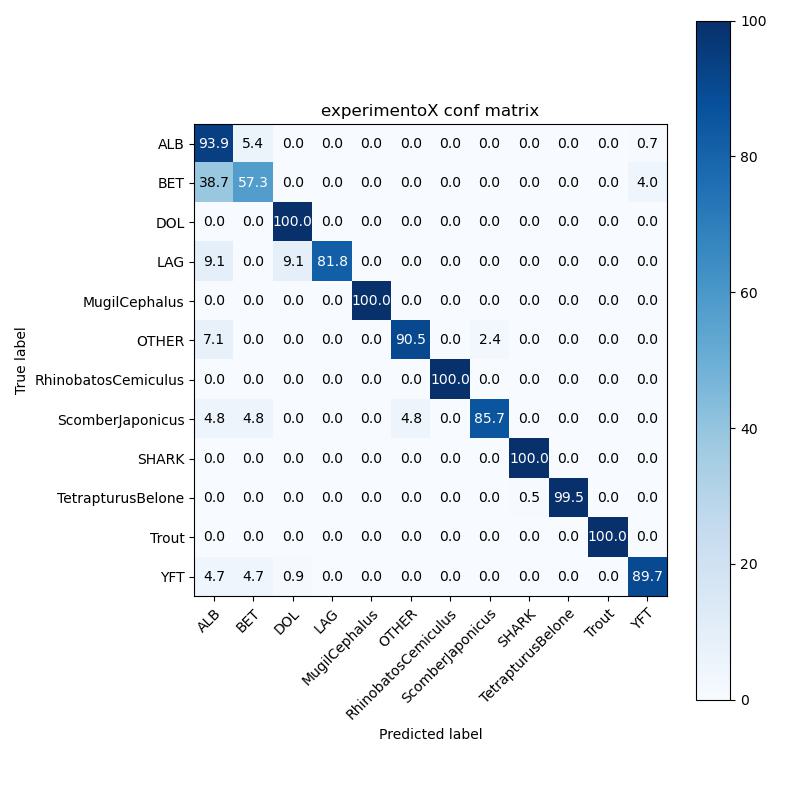 experimentoX conf matrix
ALB 93.9 5.4 0.0 0.0 0.0 0.0 0.0 0.0 0.0 0.0 0.0 0.7
BET 38.7 57.3 0.0 0.0 0.0 0.0 0.0 0.0 0.0 0.0 0.0 4.0
DOL 0.0 0.0 100.0 0.0 0.0 0.0 0.0 0.0 0.0 0.0 0.0 0.0
LAG 9.1 0.0 9.1 81.8 0.0 0.0 0.0 0.0 0.0 0.0 0.0 0.0
MugilCephalus 0.0 0.0 0.0 0.0 100.0 0.0 0.0 0.0 0.0 0.0 0.0 0.0
OTHER 7.1 0.0 0.0 0.0 0.0 90.5 0.0 2.4 0.0 0.0 0.0 0.0
RhinobatosCemiculus 0.0 0.0 0.0 0.0 0.0 0.0 100.0 0.0 0.0 0.0 0.0 0.0
ScomberJaponicus 4.8 4.8 0.0 0.0 0.0 4.8 0.0 85.7 0.0 0.0 0.0 0.0
SHARK 0.0 0.0 0.0 0.0 0.0 0.0 0.0 0.0 100.0 0.0 0.0 0.0
TetrapturusBelone 0.0 0.0 0.0 0.0 0.0 0.0 0.0 0.0 0.5 99.5 0.0 0.0
Trout 0.0 0.0 0.0 0.0 0.0 0.0 0.0 0.0 0.0 0.0 100.0 0.0
YFT 4.7 4.7 0.9 0.0 0.0 0.0 0.0 0.0 0.0 0.0 0.0 89.7
ALB BET DOL LAG MugilCephalus OTHER RhinobatosCemiculus ScomberJaponicus SHARK TetrapturusBelone Trout YFT
True label
Predicted label
100
80
60
40
20
0